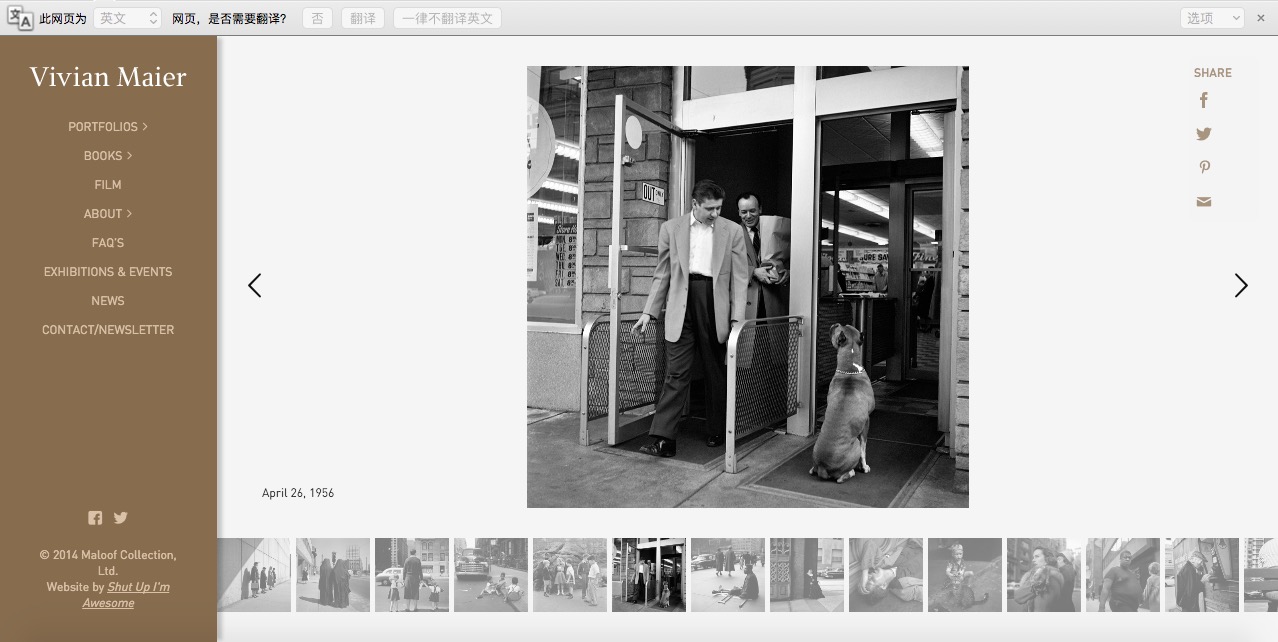 此网页为 英文 网页，是否需要翻译? 否 翻译 一律不翻译英文 选项
Vivian Maier
PORTFOLIOS
BOOKS
FILM
ABOUT
FAQ'S
EXHIBITIONS & EVENTS
NEWS
CONTACT/NEWSLETTER
© 2014 Maloof Collection,
Ltd.
Website by Shut Up I'm
Awesome
SHARE
OUT
April 26, 1956